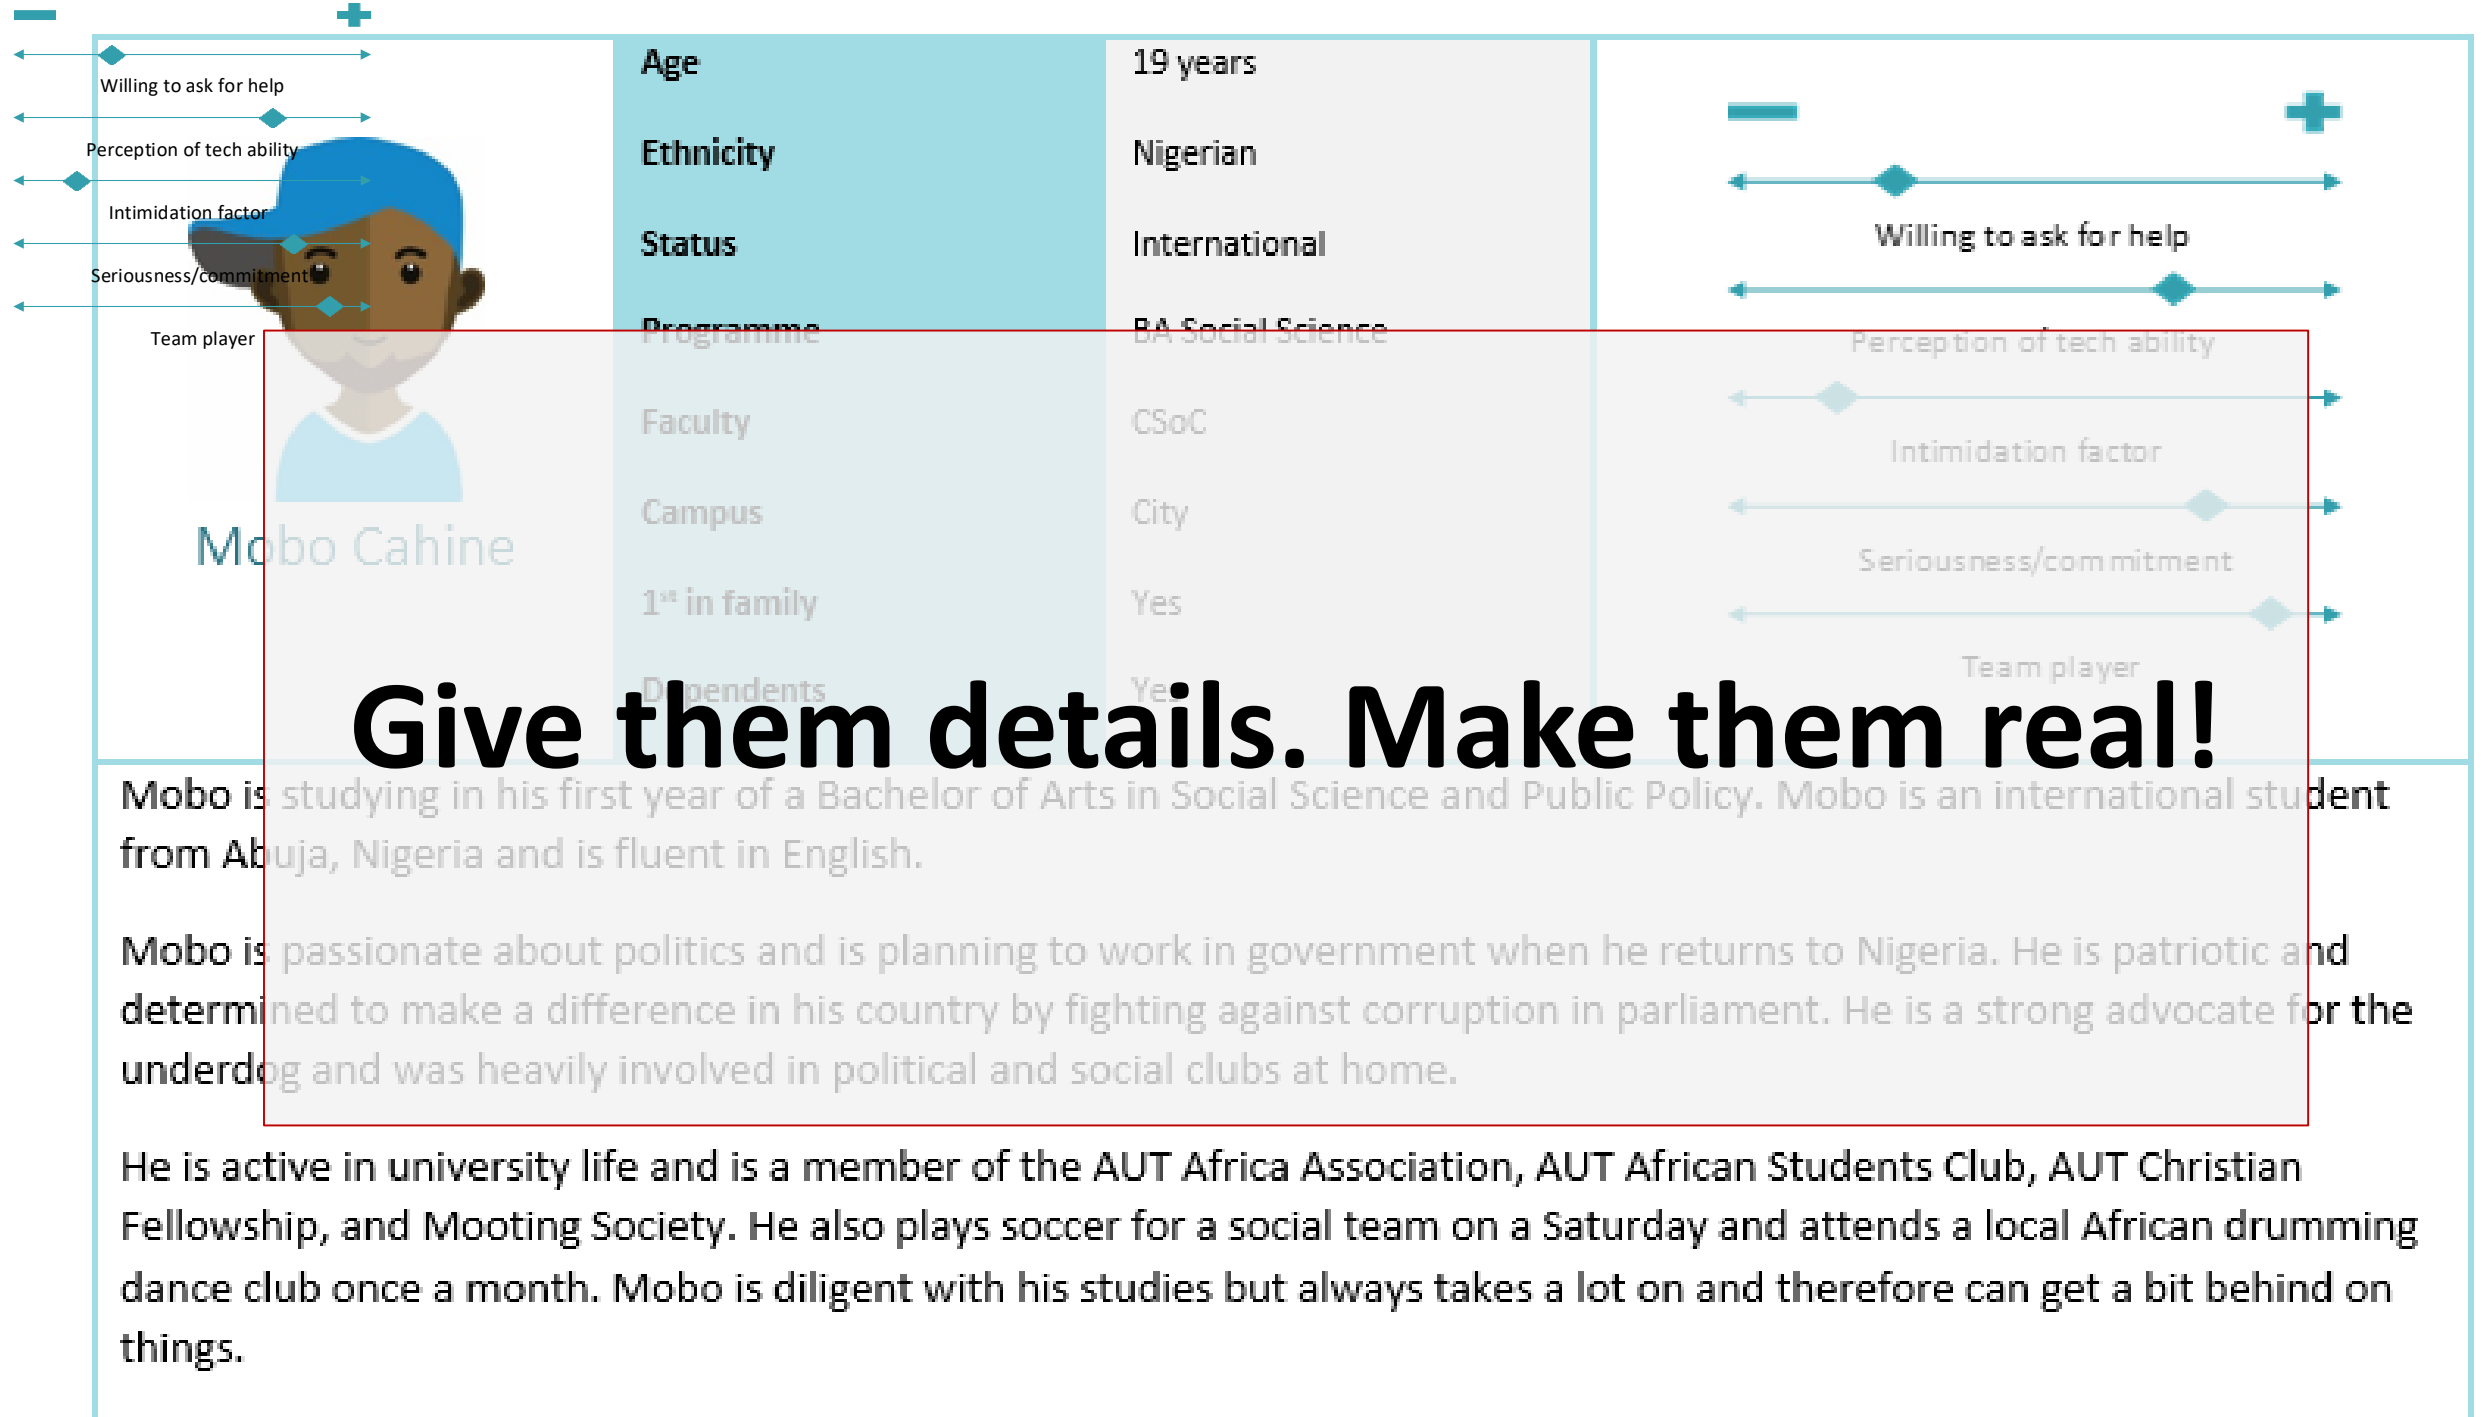 Willing to ask for help
Perception of tech ability
Intimidation factor
Seriousness/commitment
Team player
Mobo Cahine
Age 19 years
Ethnicity Nigerian
Status International
Programme BA Social Science
Faculty CSoC
Campus City
1st in family Yes
Dependents Yes
Willing to ask for help
Perception of tech ability
Intimidation factor
Seriousness/commitment
Team player
Give them details. Make them real!
Mobo is studying in his first year of a Bachelor of Arts in Social Science and Public Policy. Mobo is an international student
from Abuja, Nigeria and is fluent in English.
Mobo is passionate about politics and is planning to work in government when he returns to Nigeria. He is patriotic and
determined to make a difference in his country by fighting against corruption in parliament. He is a strong advocate for the
underdog and was heavily involved in political and social clubs at home.
He is active in university life and is a member of the AUT Africa Association, AUT African Students Club, AUT Christian
Fellowship, and Mooting Society. He also plays soccer for a social team on a Saturday and attends a local African drumming
dance club once a month. Mobo is diligent with his studies but always takes a lot on and therefore can get a bit behind on
things.